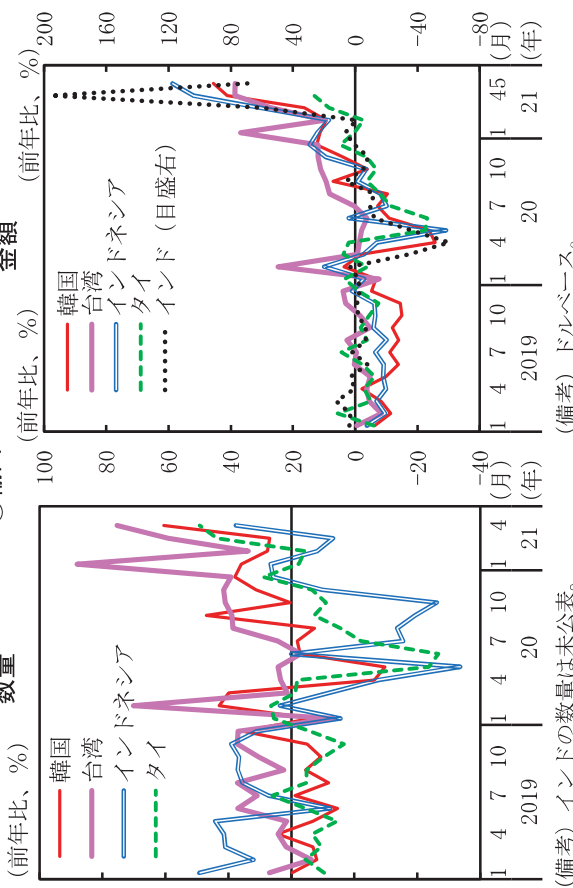 数量
(前年比、%)
韓国
台湾
インドネシア
タイ
1 4 7 10 1 4 7 10 1 4 (月)
2019 20 21 (年)
(備考) インドの数量は未公表。
金額
(前年比、%)
(前年比、%)
韓国
台湾
インドネシア
タイ
インド (目盛右)
100
80
60
40
20
0
-20
-40
200
160
120
80
40
0
-40
-80
1 4 7 10 1 4 7 10 1 45 (月)
2019 20 21 (年)
(備考) ドルベース。